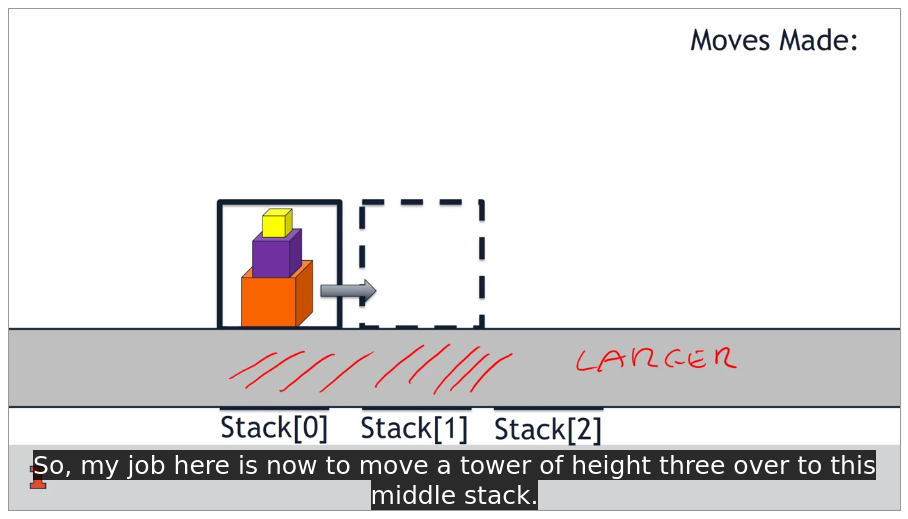 Moves Made:
LARGER
Stack[0] Stack[1] Stack[2]
So, my job here is now to move a tower of height three over to this
middle stack.